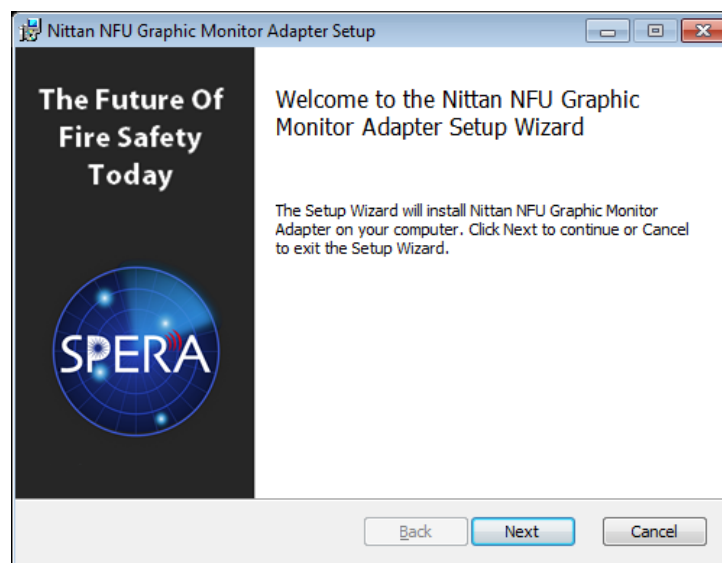 Nittan NFU Graphic Monitor Adapter Setup
The Future Of
Fire Safety
Today
SPERA
Welcome to the Nittan NFU Graphic
Monitor Adapter Setup Wizard
The Setup Wizard will install Nittan NFU Graphic Monitor
Adapter on your computer. Click Next to continue or Cancel
to exit the Setup Wizard.
Back
Next
Cancel